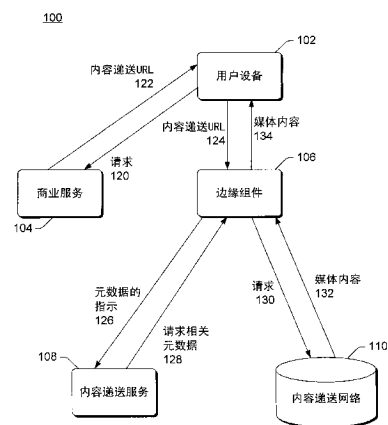 100
102
用户设备
内容递送URL
122
内容递送URL
124
媒体内容
134
请求
120
106
商业服务
104
边缘组件
元数据的
指示
126
请求相关
元数据
128
请求
130
媒体内容
132
108
内容递送服务
110
内容递送网络